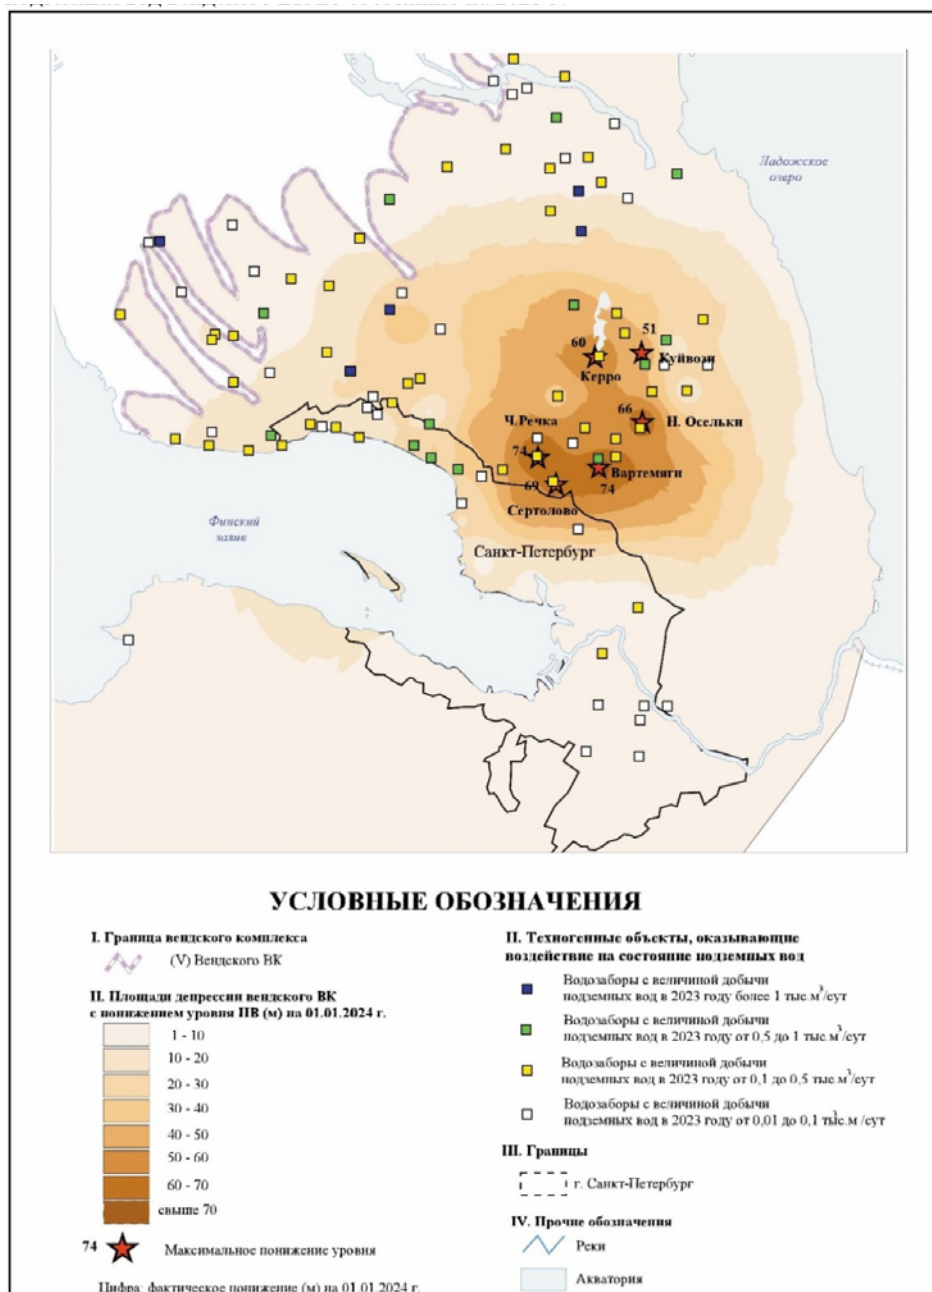 Ладожское
озеро
51
60
Куйвози
Керро
66
Н. Осельки
Ч.Речка
74
Вартемяги
69
74
Сертолово
Финский
залив
Санкт-Петербург
УСЛОВНЫЕ ОБОЗНАЧЕНИЯ
I. Граница вендского комплекса
(V) Вендского ВК
II. Площади депрессии вендского ВК
с понижением уровня ПВ (м) на 01.01.2024 г.
1 - 10
10 - 20
20 - 30
30 - 40
40 - 50
50 - 60
60 - 70
свыше 70
74 Максимальное понижение уровня
Цифра: фактическое понижение (м) на 01.01.2024 г.
II. Техногенные объекты, оказывающие
воздействие на состояние подземных вод
Водозаборы с величиной добычи
подземных вод в 2023 году более 1 тыс.м³/сут
Водозаборы с величиной добычи
подземных вод в 2023 году от 0,5 до 1 тыс.м³/сут
Водозаборы с величиной добычи
подземных вод в 2023 году от 0,1 до 0,5 тыс.м³/сут
Водозаборы с величиной добычи
подземных вод в 2023 году от 0,01 до 0,1 тыс.м³/сут
III. Границы
г. Санкт-Петербург
IV. Прочие обозначения
Реки
Акватория